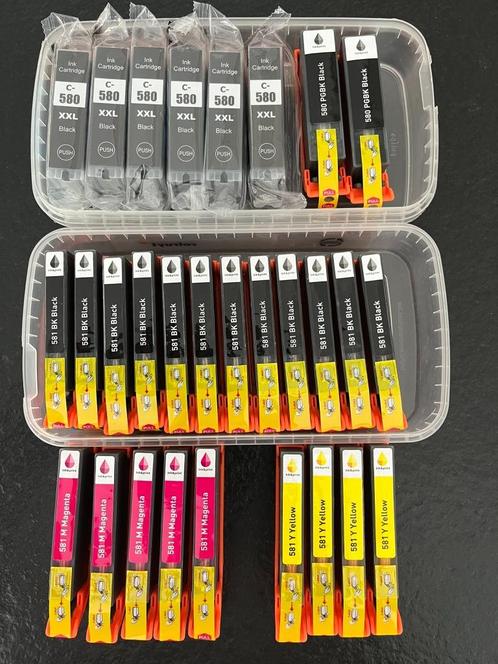 Ink
Cartridge
C-
580
XXL
Black
PUSH
Ink
Cartridge
C-
580
XXL
Black
PUSH
Ink
Cartridge
C-
580
XXL
Black
PUSH
Ink
Cartridge
C-
580
XXL
Black
PUSH
Ink
Cartridge
C-
580
XXL
Black
PUSH
Ink
Cartridge
C-
580
XXL
Black
PUSH
580 PGBK Black
580 PGBK Black
PULL
581 BK Black
581 BK Black
581 BK Black
581 BK Black
581 BK Black
581 BK Black
581 BK Black
581 BK Black
581 BK Black
581 BK Black
581 BK Black
581 BK Black
581 M Magenta
581 M Magenta
581 M Magenta
581 M Magenta
581 M Magenta
PULL
581 Y Yellow
581 Y Yellow
581 Y Yellow
581 Y Yellow